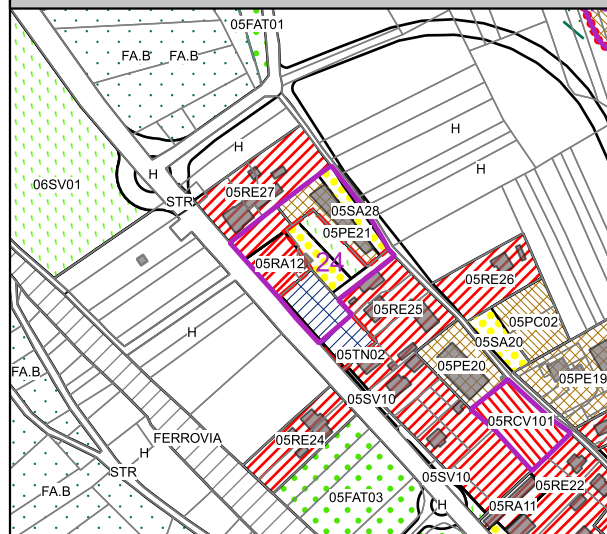 05FAT01
FA.B FA.B
H
H
H
H
06SV01
STR
05RE27
05SA28
05PE21
05RA12
24
05RE26
05RE25
05PC02
05SA20
H
05TN02
05PE20
05PE19
FA.B
05SV10
05RCV101
FERROVIA
05RE24
H
STR
05SV10
05RE22
FA.B
05FAT03
H
05RA11